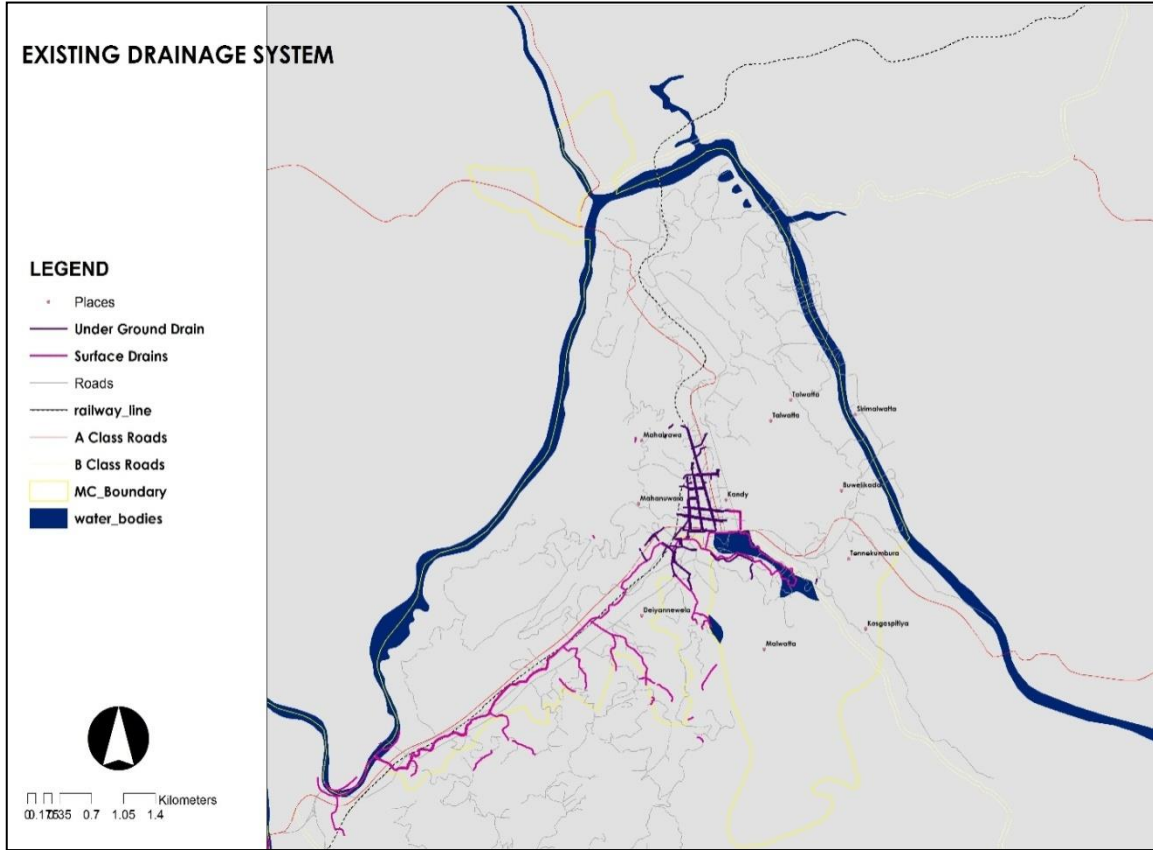 EXISTING DRAINAGE SYSTEM
LEGEND
Places
Under Ground Drain
Surface Drains
Roads
railway_line
A Class Roads
B Class Roads
MC_Boundary
water_bodies
Kilometers
0.7 1.05 1.4
Talwatta
Talwatta
Sirimalwatta
Mahaiyawa
Buwelikada
Mahanuwara
Kandy
Tennekumbura
Deiyannewela
Kosgaspitiya
Malwatta